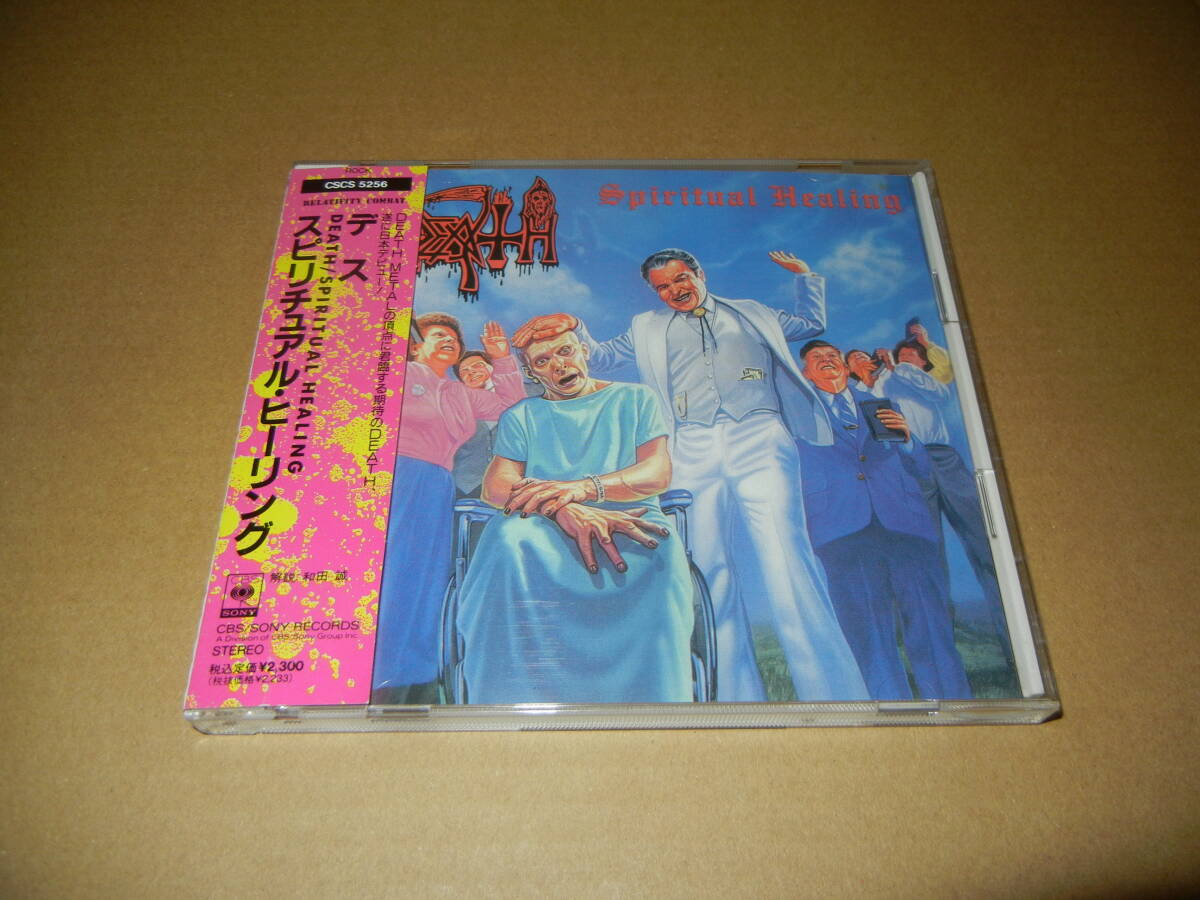 ROCK
CSCS 5256
RELATIVITY COMBAT
DEATH METALの頂点に君臨する期待のDEATH、
遂に日本デビュー!
デス
DEATH/SPIRITUAL HEALING
スピリチュアル・ヒーリング
解説 和田 誠
CBS
SONY
CBS/SONY RECORDS
A Division of CBS/Sony Group Inc.
STEREO
税込定価¥2,300
(税抜価格¥2,233)
DEATH
Spiritual Healing